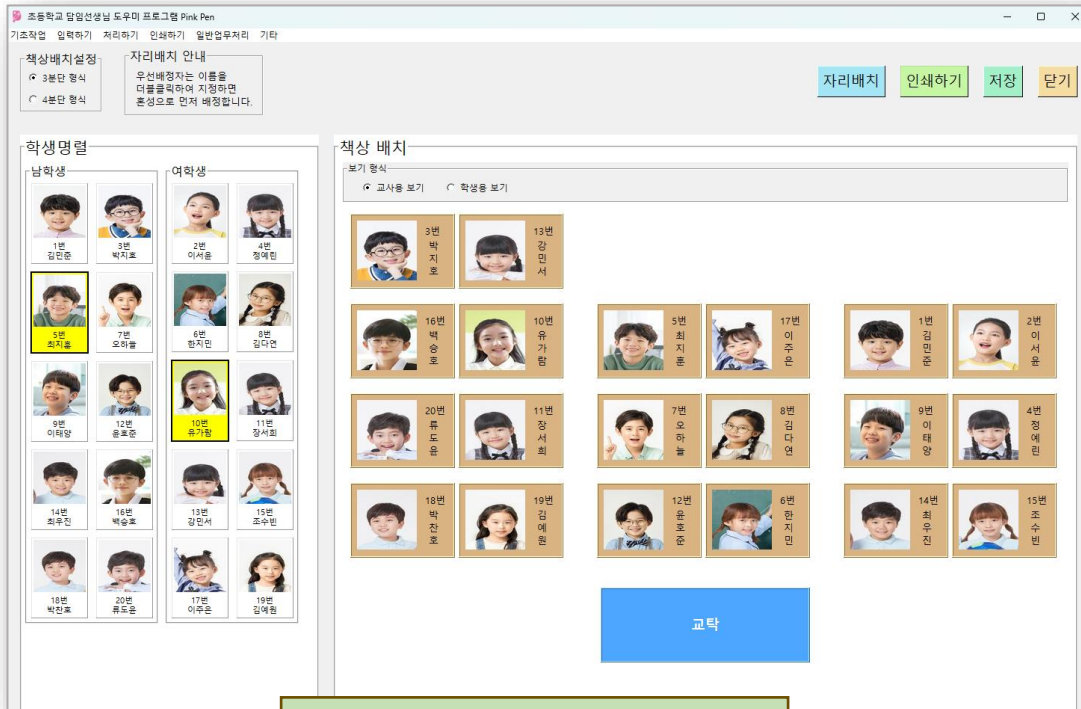 초등학교 담임선생님 도우미 프로그램 Pink Pen
기초작업 입력하기 처리하기 인쇄하기 일반업무처리 기타
책상배치설정
3분단 형식
4분단 형식
자리배치 안내
우선배정자는 이름을
더블클릭하여 지정하면
혼성으로 먼저 배정합니다.
자리배치 인쇄하기 저장 닫기
학생명렬
남학생
1번 3번
김민준 박지호
5번 7번
최지훈 오하늘
9번 12번
이태양 윤호준
14번 16번
최우진 백승호
18번 20번
박찬호 류도윤
여학생
2번 4번
이서윤 정예린
6번 8번
한지민 김다연
10번 11번
유가람 장서희
13번 15번
강민서 조수빈
17번 19번
이주은 김예원
책상 배치
보기 형식
교사용 보기 학생용 보기
3번 박지호
13번 강민서
16번 백승호
10번 유가람
5번 최지훈
17번 이주은
1번 김민준
2번 이서윤
20번 류도윤
11번 장서희
7번 오하늘
8번 김다연
9번 이태양
4번 정예린
18번 박찬호
19번 김예원
12번 윤호준
6번 한지민
14번 최우진
15번 조수빈
교탁